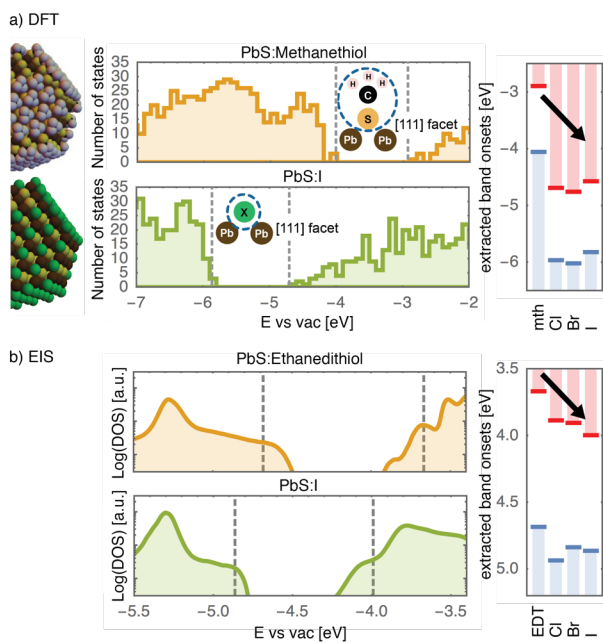 a) DFT
PbS:Methanethiol
Number of states
35
30
25
20
15
10
5
0
H H H
C
S
Pb Pb
[111] facet
PbS:I
Number of states
35
30
25
20
15
10
5
0
X
Pb Pb
[111] facet
−7 −6 −5 −4 −3 −2
E vs vac [eV]
extracted band onsets [eV]
−3
−4
−5
−6
mth Cl Br I
b) EIS
PbS:Ethanedithiol
Log(DOS) [a.u.]
PbS:I
Log(DOS) [a.u.]
−5.5 −5.0 −4.5 −4.0 −3.5
E vs vac [eV]
extracted band onsets [eV]
3.5
4.0
4.5
5.0
EDT Cl Br I